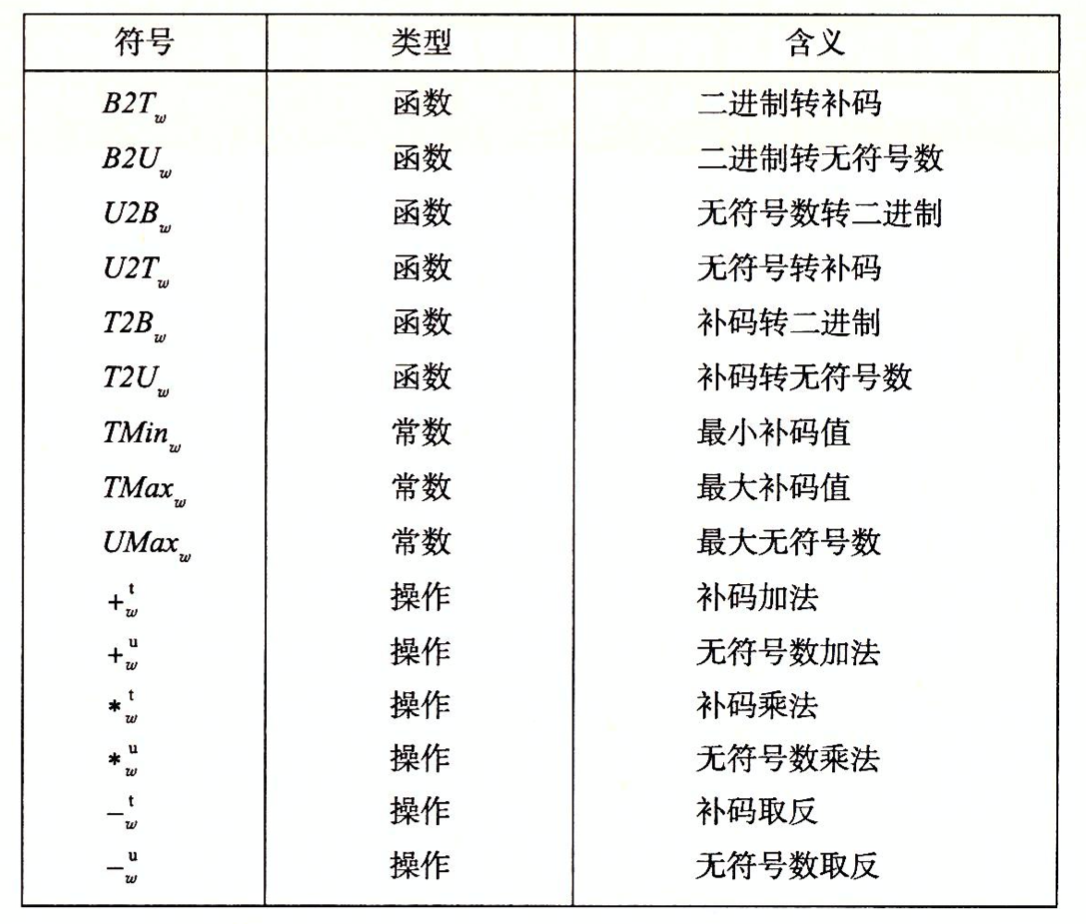 符号 类型 含义
B2T_w 函数 二进制转补码
B2U_w 函数 二进制转无符号数
U2B_w 函数 无符号数转二进制
U2T_w 函数 无符号转补码
T2B_w 函数 补码转二进制
T2U_w 函数 补码转无符号数
TMin_w 常数 最小补码值
TMax_w 常数 最大补码值
UMax_w 常数 最大无符号数
+^t_w 操作 补码加法
+^u_w 操作 无符号数加法
*^t_w 操作 补码乘法
*^u_w 操作 无符号数乘法
−^t_w 操作 补码取反
−^u_w 操作 无符号数取反